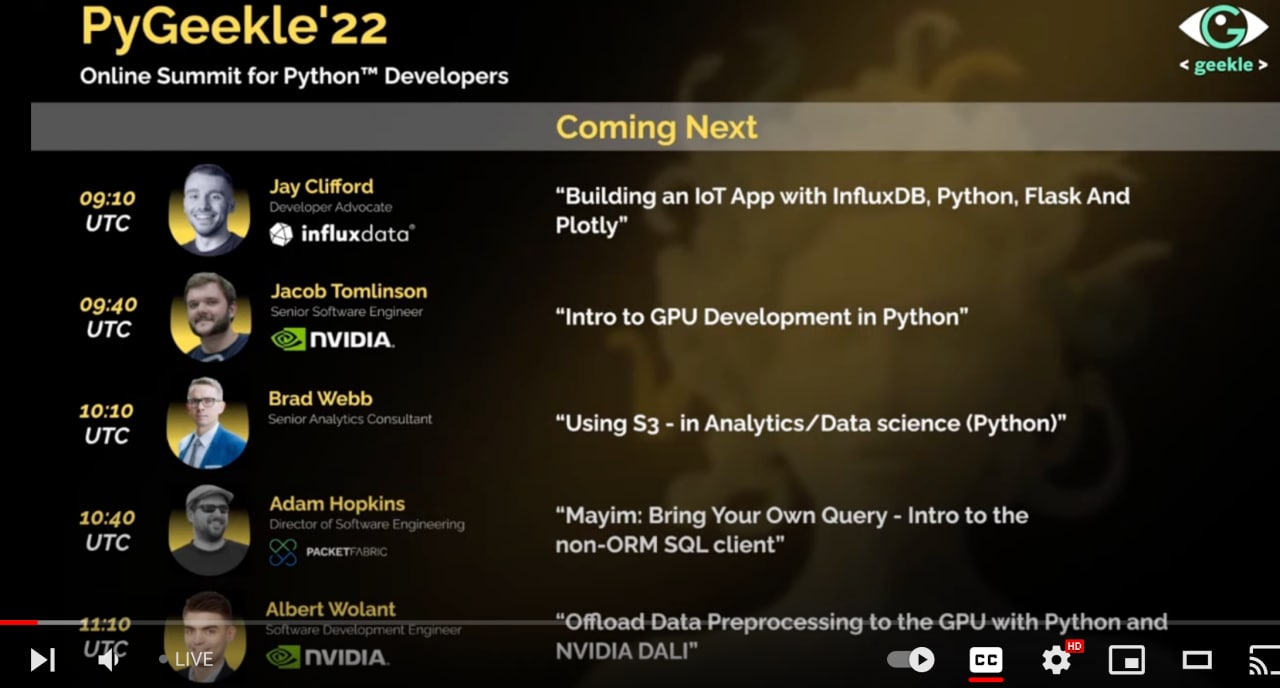 PyGeekle'22
Online Summit for Python™ Developers
< geekle >
Coming Next
09:10
UTC
Jay Clifford
Developer Advocate
influxdata®
“Building an IoT App with InfluxDB, Python, Flask And
Plotly”
09:40
UTC
Jacob Tomlinson
Senior Software Engineer
NVIDIA.
“Intro to GPU Development in Python”
10:10
UTC
Brad Webb
Senior Analytics Consultant
“Using S3 - in Analytics/Data science (Python)”
10:40
UTC
Adam Hopkins
Director of Software Engineering
PACKETFABRIC
“Mayim: Bring Your Own Query - Intro to the
non-ORM SQL client”
11:10
UTC
Albert Wolant
Software Development Engineer
NVIDIA.
“Offload Data Preprocessing to the GPU with Python and
NVIDIA DALI”
LIVE
CC
HD